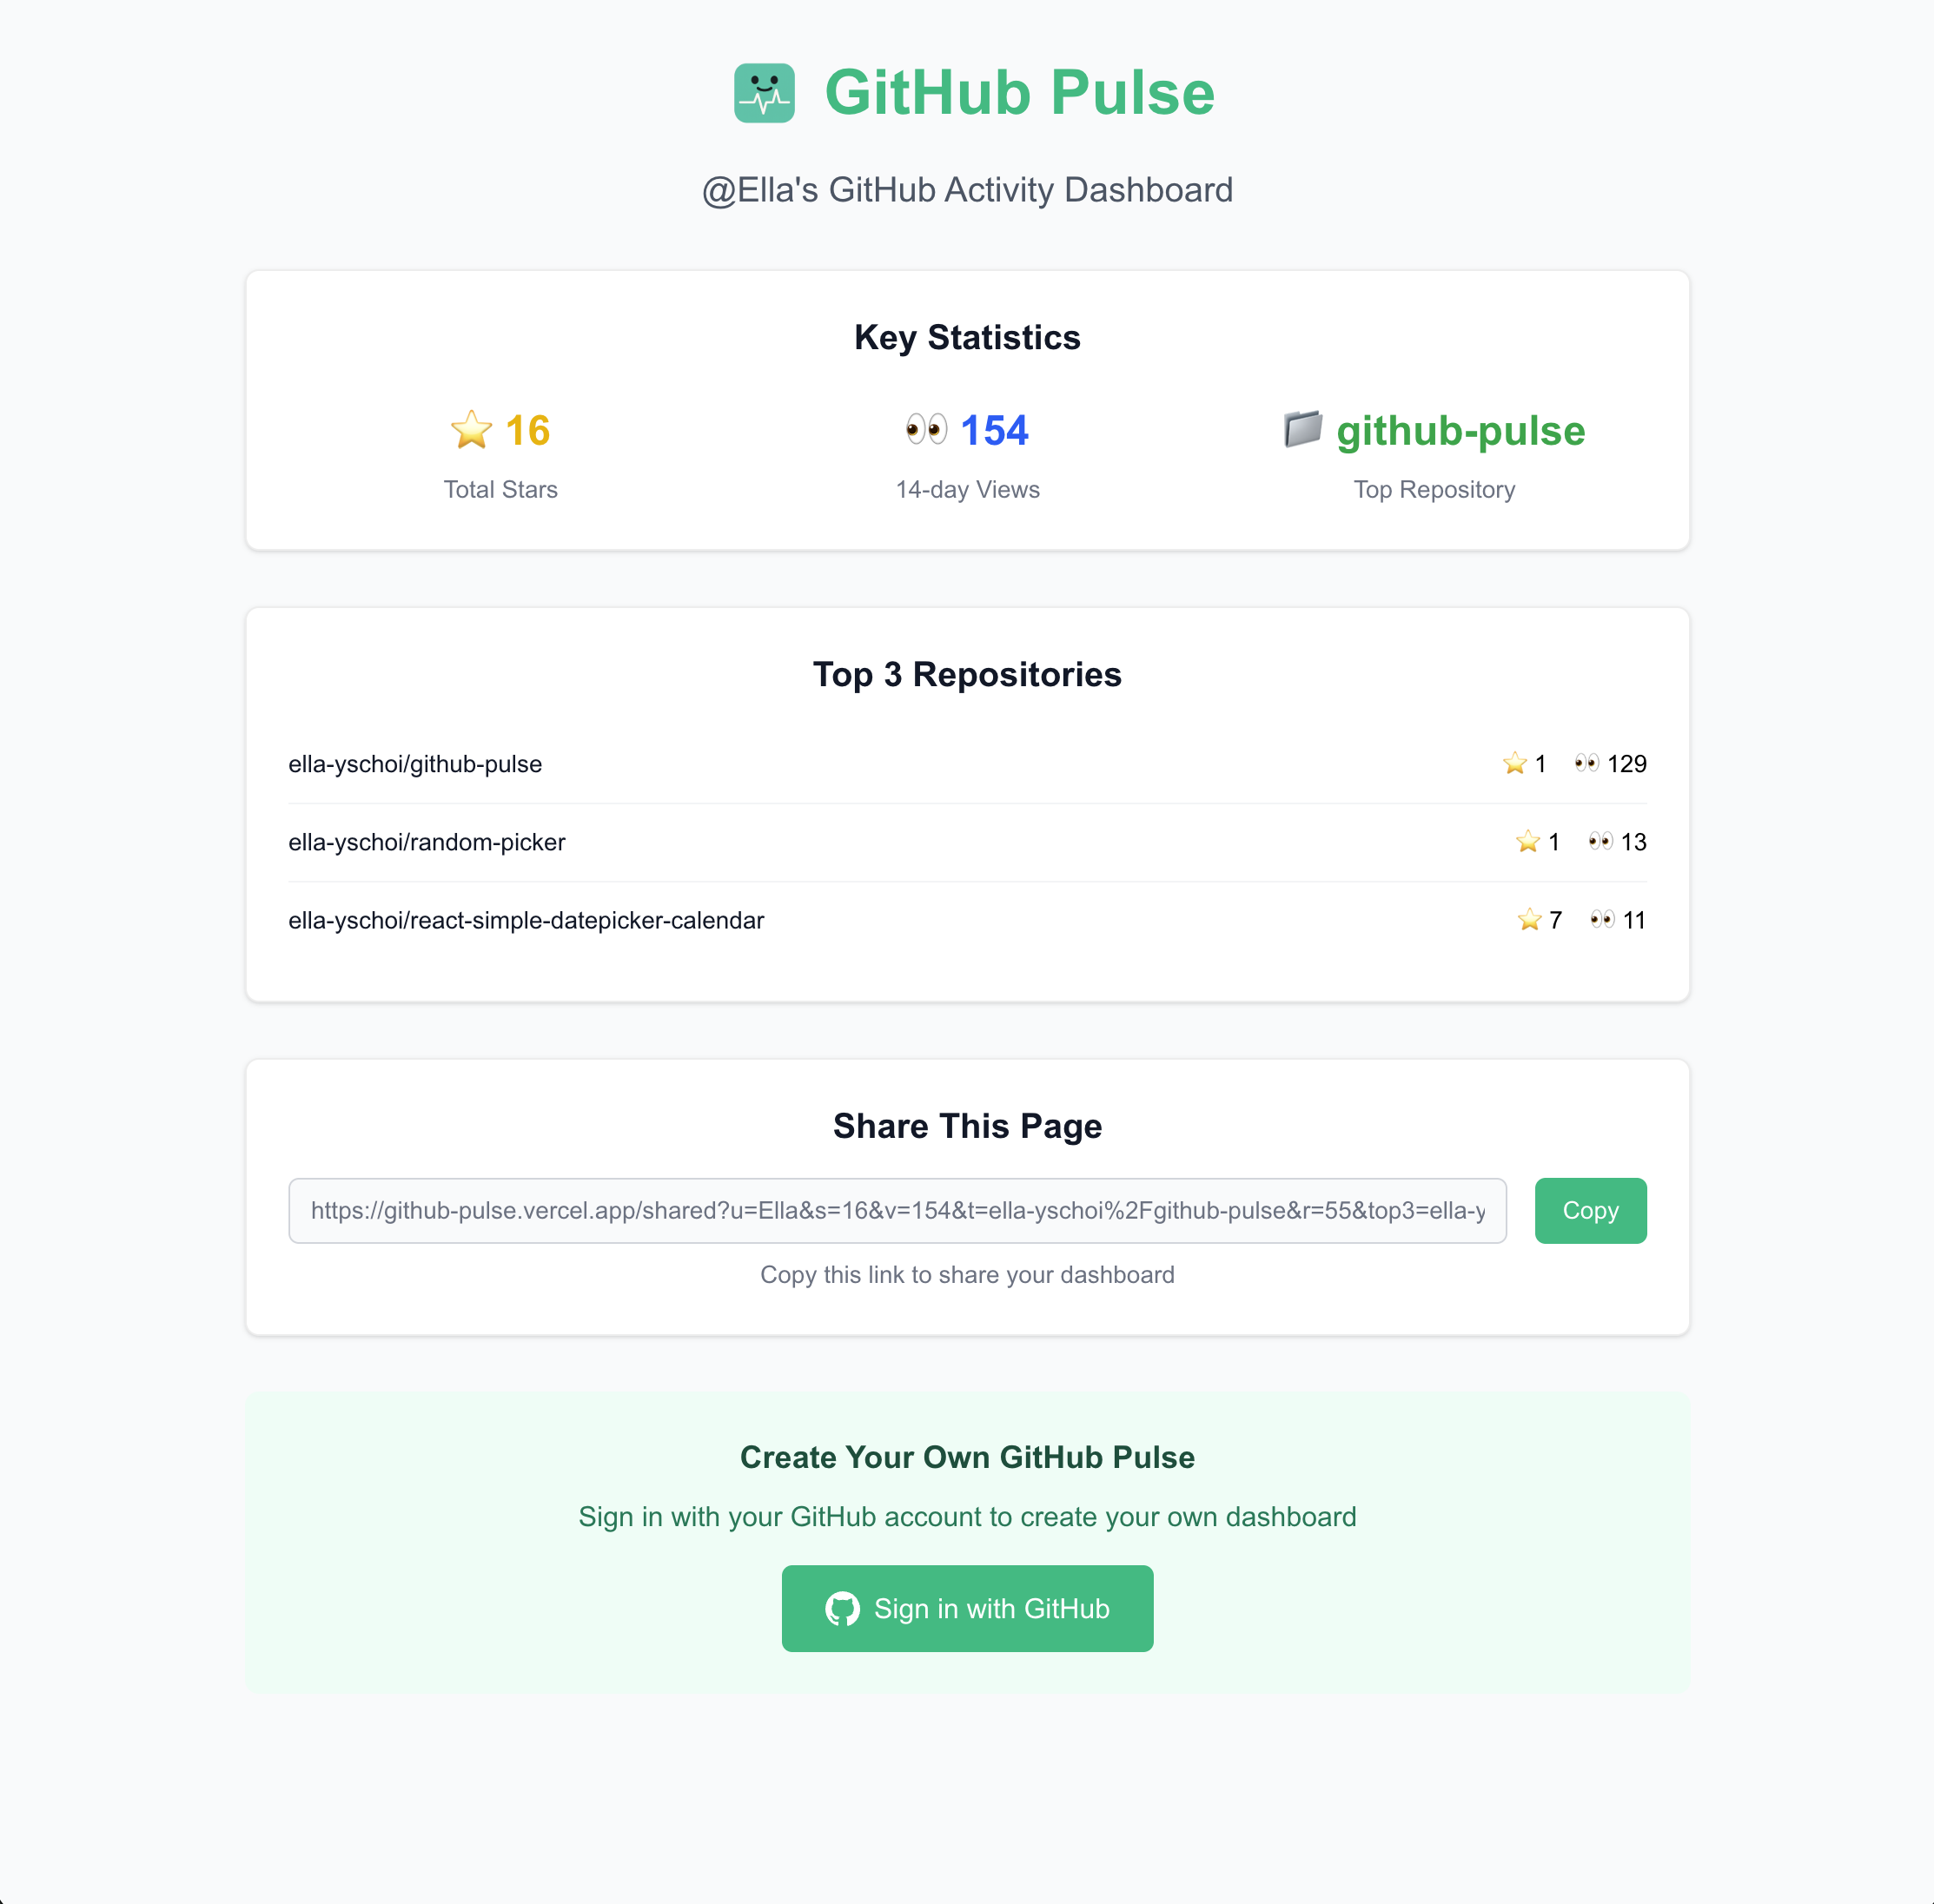 GitHub Pulse
@Ella's GitHub Activity Dashboard
Key Statistics
16
Total Stars
154
14-day Views
github-pulse
Top Repository
Top 3 Repositories
ella-yschoi/github-pulse 1 129
ella-yschoi/random-picker 1 13
ella-yschoi/react-simple-datepicker-calendar 7 11
Share This Page
https://github-pulse.vercel.app/shared?u=Ella&s=16&v=154&t=ella-yschoi%2Fgithub-pulse&r=55&top3=ella-y Copy
Copy this link to share your dashboard
Create Your Own GitHub Pulse
Sign in with your GitHub account to create your own dashboard
Sign in with GitHub